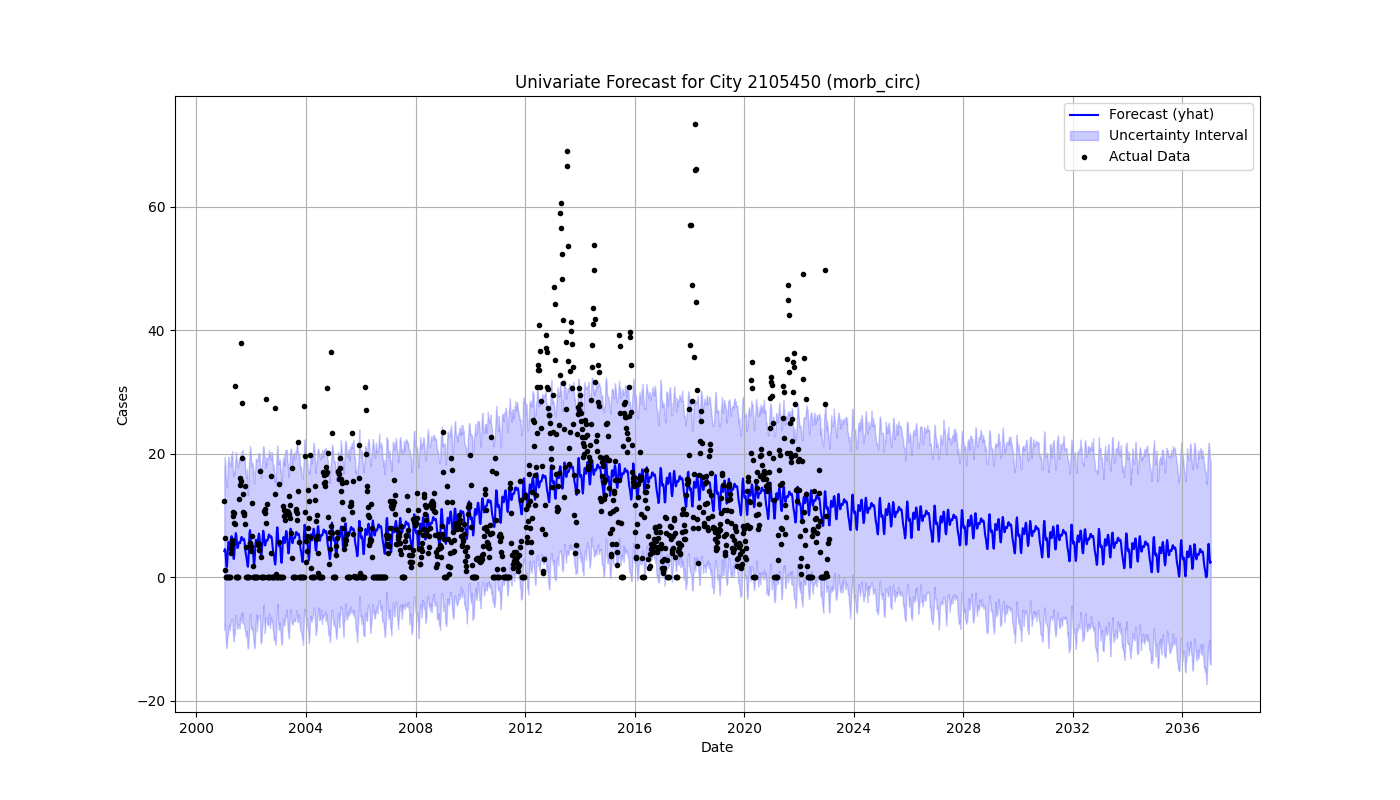 Univariate Forecast for City 2105450 (morb_circ)
Forecast (yhat)
Uncertainty Interval
Actual Data
Cases
60
40
20
0
−20
2000 2004 2008 2012 2016 2020 2024 2028 2032 2036
Date